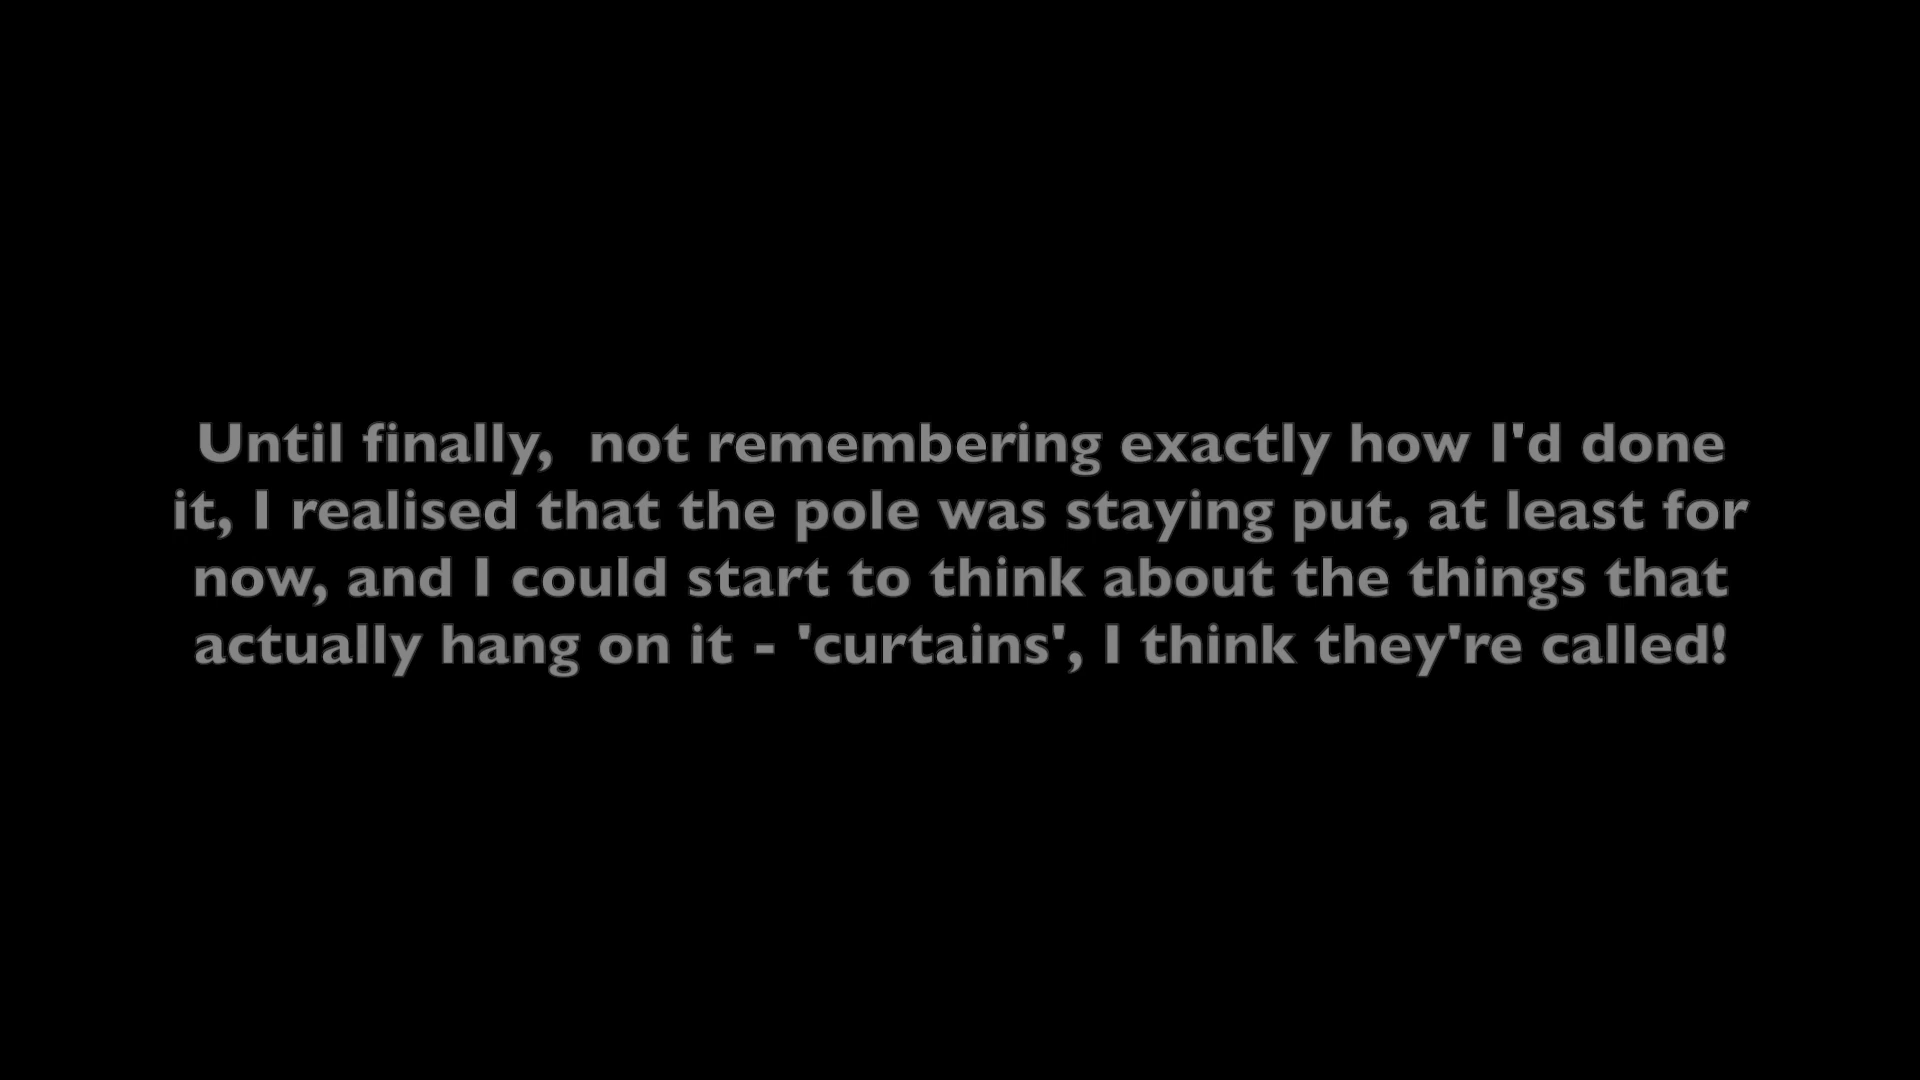 Until finally,  not remembering exactly how I'd done
it, I realised that the pole was staying put, at least for
now, and I could start to think about the things that
actually hang on it - 'curtains', I think they're called!